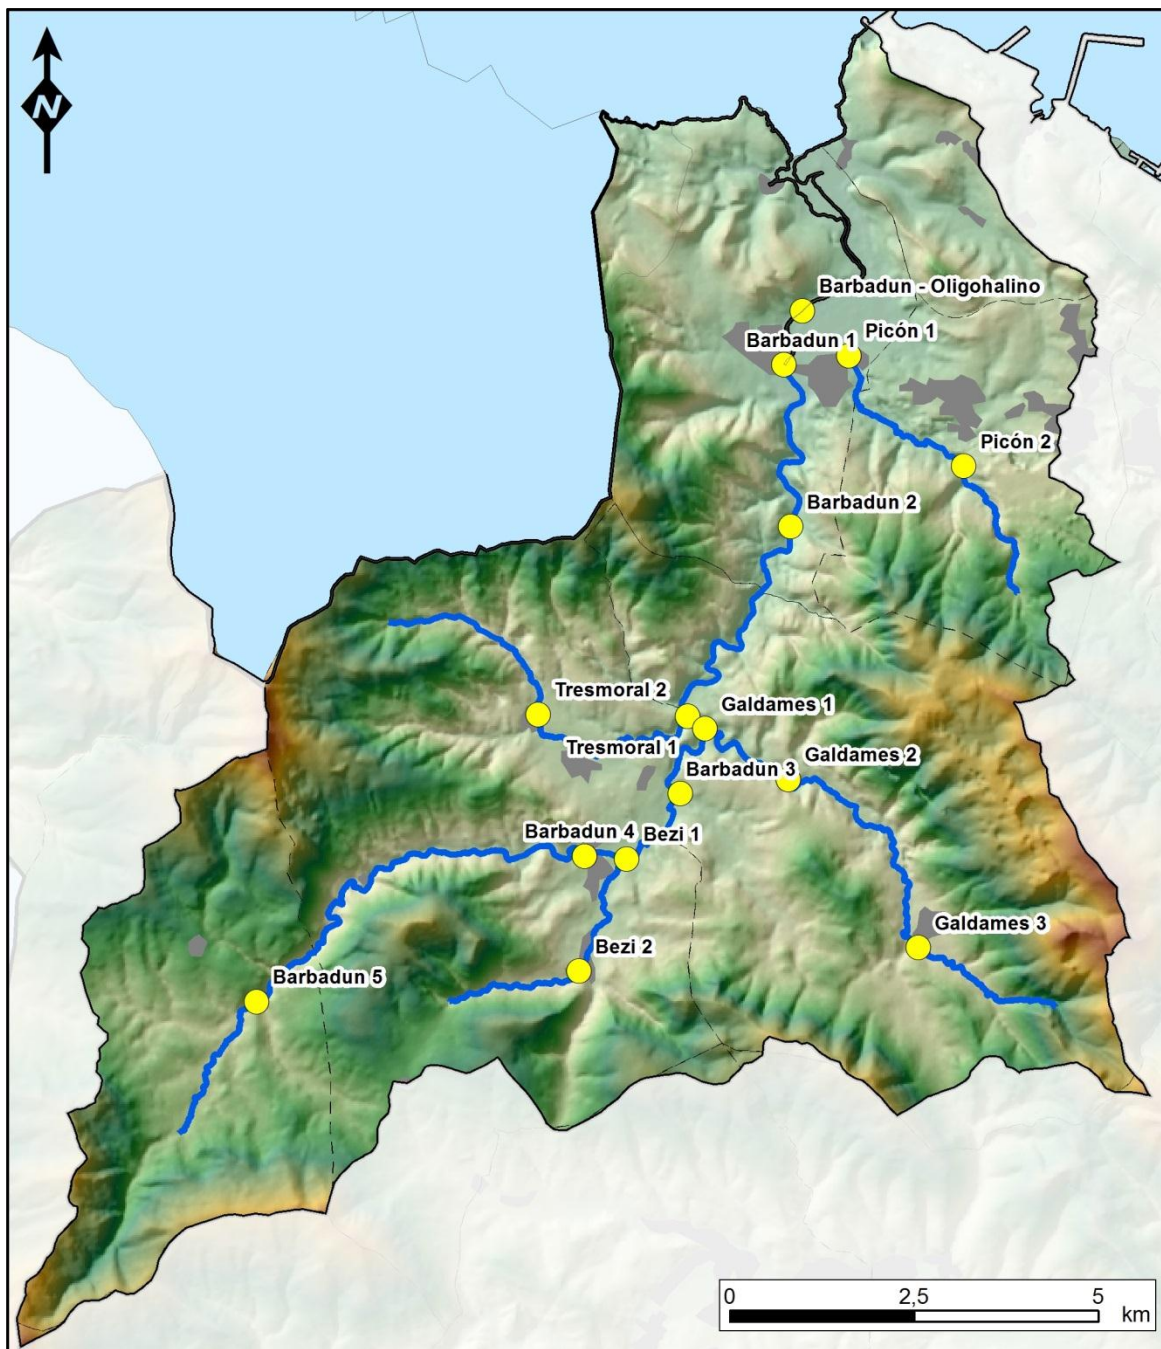 N
Barbadun - Oligohalino
Picón 1
Barbadun 1
Picón 2
Barbadun 2
Tresmoral 2
Galdames 1
Tresmoral 1
Galdames 2
Barbadun 3
Barbadun 4
Bezi 1
Galdames 3
Bezi 2
Barbadun 5
0 2,5 5
km